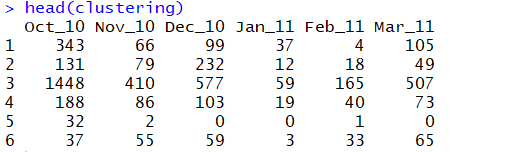 > head(clustering)
Oct_10 Nov_10 Dec_10 Jan_11 Feb_11 Mar_11
1 343 66 99 37 4 105
2 131 79 232 12 18 49
3 1448 410 577 59 165 507
4 188 86 103 19 40 73
5 32 2 0 0 1 0
6 37 55 59 3 33 65